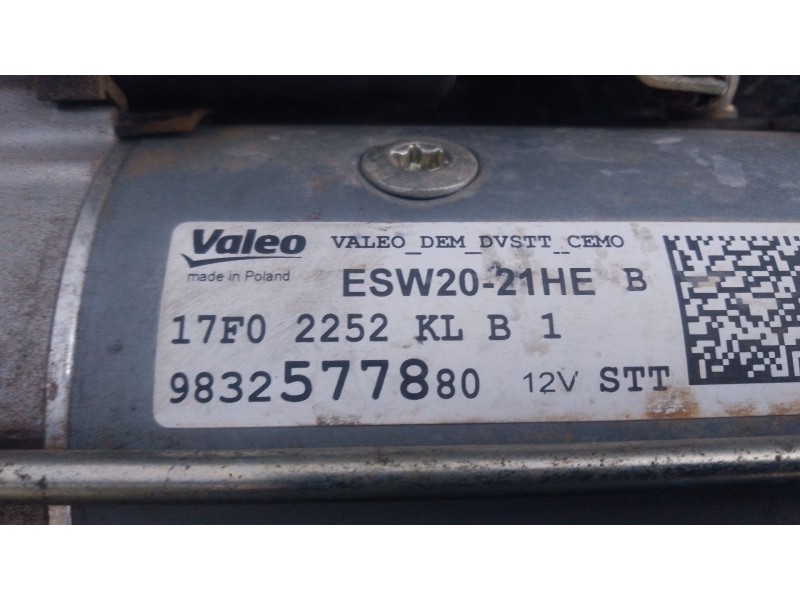 Valeo VALEO_DEM_DVSTT_CEMO
made in Poland ESW20-21HE B
17F0 2252 KL B 1
9832577880 12V STT